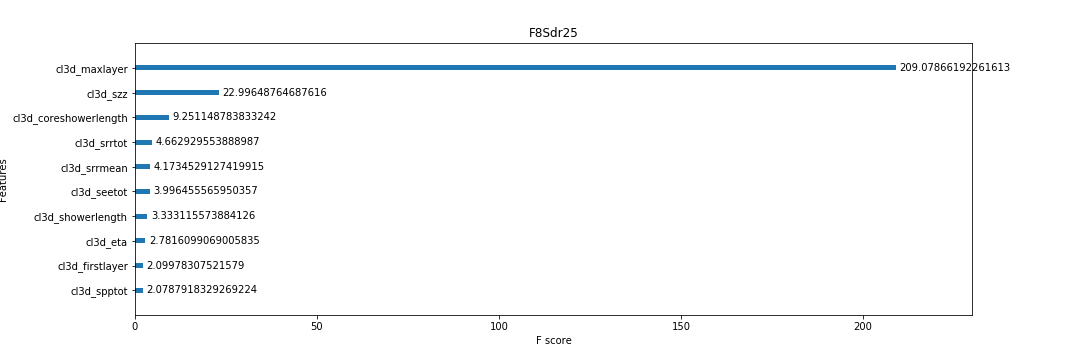 F8Sdr25
cl3d_maxlayer 209.07866192261613
cl3d_szz 22.99648764687616
cl3d_coreshowerlength 9.251148783833242
cl3d_srrtot 4.662929553888987
cl3d_srrmean 4.1734529127419915
cl3d_seetot 3.996455565950357
cl3d_showerlength 3.333115573884126
cl3d_eta 2.7816099069005835
cl3d_firstlayer 2.09978307521579
cl3d_spptot 2.0787918329269224
Features
0 50 100 150 200
F score